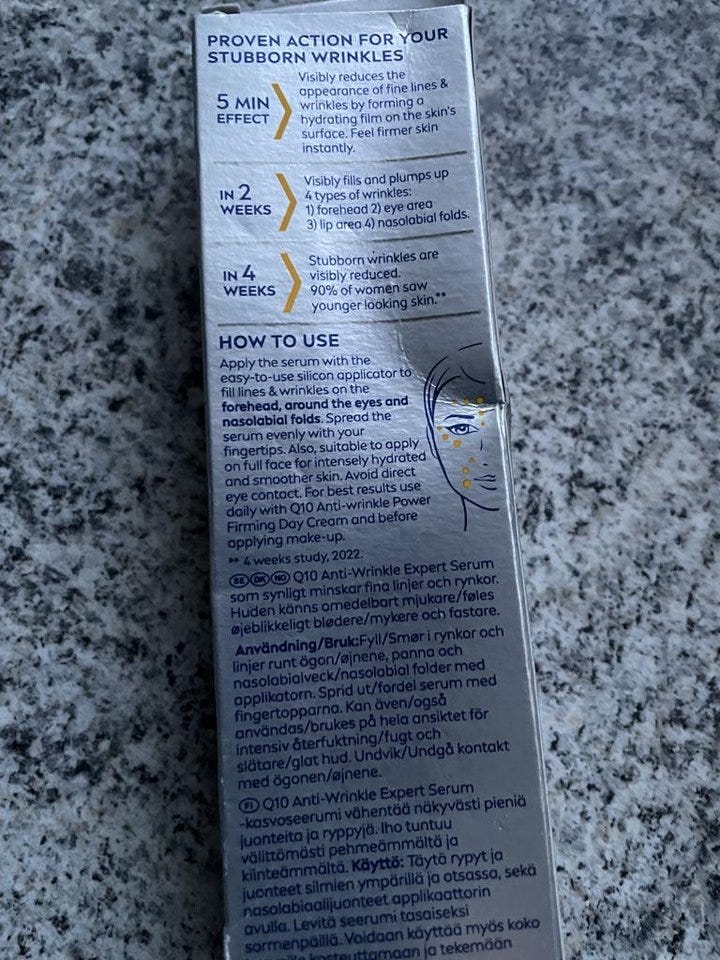 PROVEN ACTION FOR YOUR
STUBBORN WRINKLES
5 MIN
EFFECT
Visibly reduces the
appearance of fine lines &
wrinkles by forming a
hydrating film on the skin's
surface. Feel firmer skin
instantly.
IN 2
WEEKS
Visibly fills and plumps up
4 types of wrinkles:
1) forehead 2) eye area
3) lip area 4) nasolabial folds.
IN 4
WEEKS
Stubborn wrinkles are
visibly reduced.
90% of women saw
younger looking skin.**
HOW TO USE
Apply the serum with the
easy-to-use silicon applicator to
fill lines & wrinkles on the
forehead, around the eyes and
nasolabial folds. Spread the
serum evenly with your
fingertips. Also, suitable to apply
on full face for intensely hydrated
and smoother skin. Avoid direct
eye contact. For best results use
daily with Q10 Anti-wrinkle Power
Firming Day Cream and before
applying make-up.
** 4 weeks study, 2022.
SE DK NO Q10 Anti-Wrinkle Expert Serum
som synligt minskar fina linjer och rynkor.
Huden känns omedelbart mjukare/føles
øjeblikkeligt blødere/mykere och fastare.
Användning/Bruk:Fyll/Smør i rynkor och
linjer runt ögon/øjnene, panna och
nasolabialveck/nasolabial folder med
applikatorn. Sprid ut/fordel serum med
fingertopparna. Kan även/også
användas/brukes på hela ansiktet för
intensiv återfuktning/fugt och
slätare/glat hud. Undvik/Undgå kontakt
med ögonen/øjnene.
FI Q10 Anti-Wrinkle Expert Serum
-kasvoseerumi vähentää näkyvästi pieniä
juonteita ja ryppyjä. Iho tuntuu
välittömästi pehmeämmältä ja
kiinteämmältä. Käyttö: Täytä rypyt ja
juonteet silmien ympärillä ja otsassa, sekä
nasolabiaalijuonteet applikaattorin
avulla. Levitä seerumi tasaiseksi
sormenpäillä. Voidaan käyttää myös koko
kosteuttamaan ja tekemään